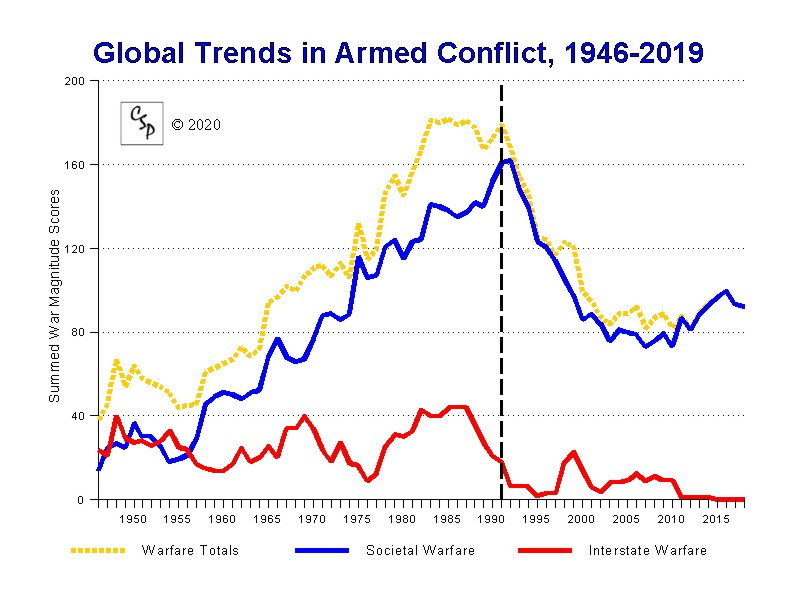 Global Trends in Armed Conflict, 1946-2019
200
CSP © 2020
160
120
80
40
0
Summed War Magnitude Scores
1950 1955 1960 1965 1970 1975 1980 1985 1990 1995 2000 2005 2010 2015
Warfare Totals Societal Warfare Interstate Warfare